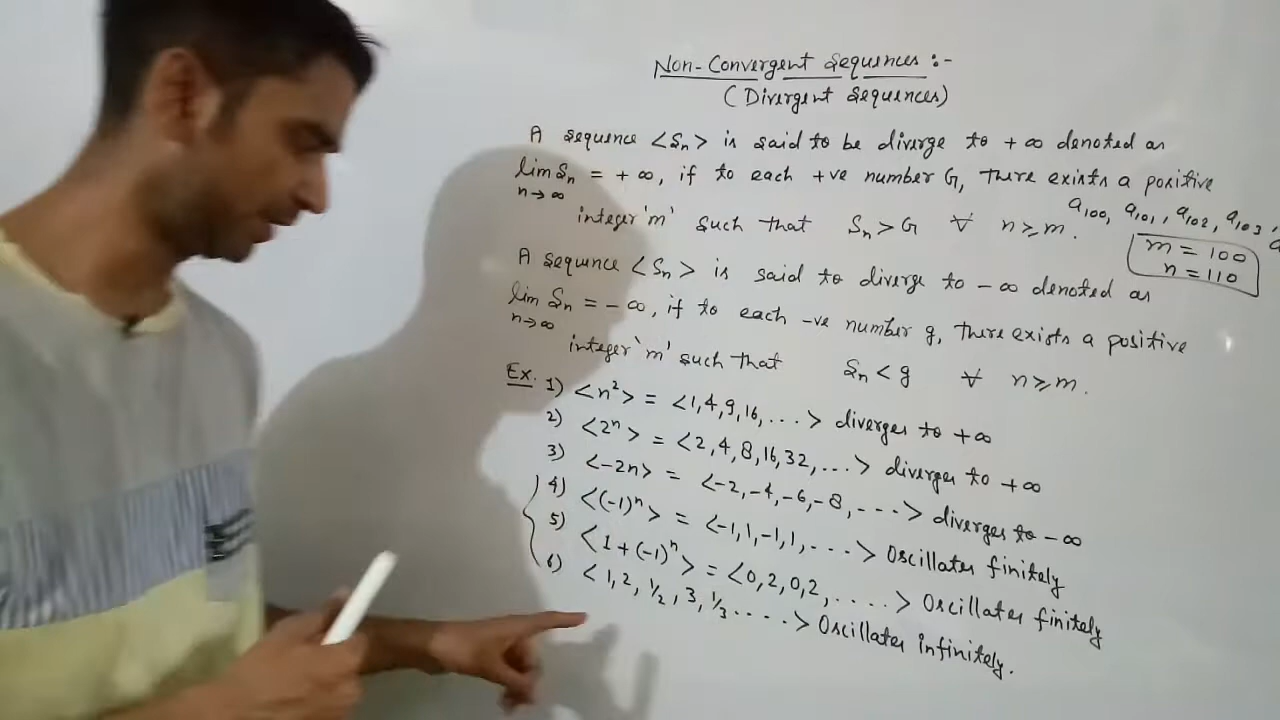 Non-Convergent Sequences :-
(Divergent Sequences)
A sequence <Sn> is said to be diverge to +∞ denoted as
lim Sn = +∞, if to each +ve number G, there exists a positive
n→∞
integer 'm' such that Sn > G ∀ n ≥ m.
a100, a101, a102, a103,
m = 100
n = 110
A sequence <Sn> is said to diverge to -∞ denoted as
lim Sn = -∞, if to each -ve number g, there exists a positive
n→∞
integer 'm' such that Sn < g ∀ n ≥ m.
Ex. 1) <n²> = <1,4,9,16,...> diverges to +∞
2) <2ⁿ> = <2,4,8,16,32,...> diverges to +∞
3) <-2n> = <-2,-4,-6,-8,----> diverges to -∞
4) <(-1)ⁿ> = <-1,1,-1,1,....> Oscillates finitely
5) <1+(-1)ⁿ> = <0,2,0,2,.....> Oscillates finitely
6) <1,2,1/2,3,1/3.....> Oscillates infinitely.